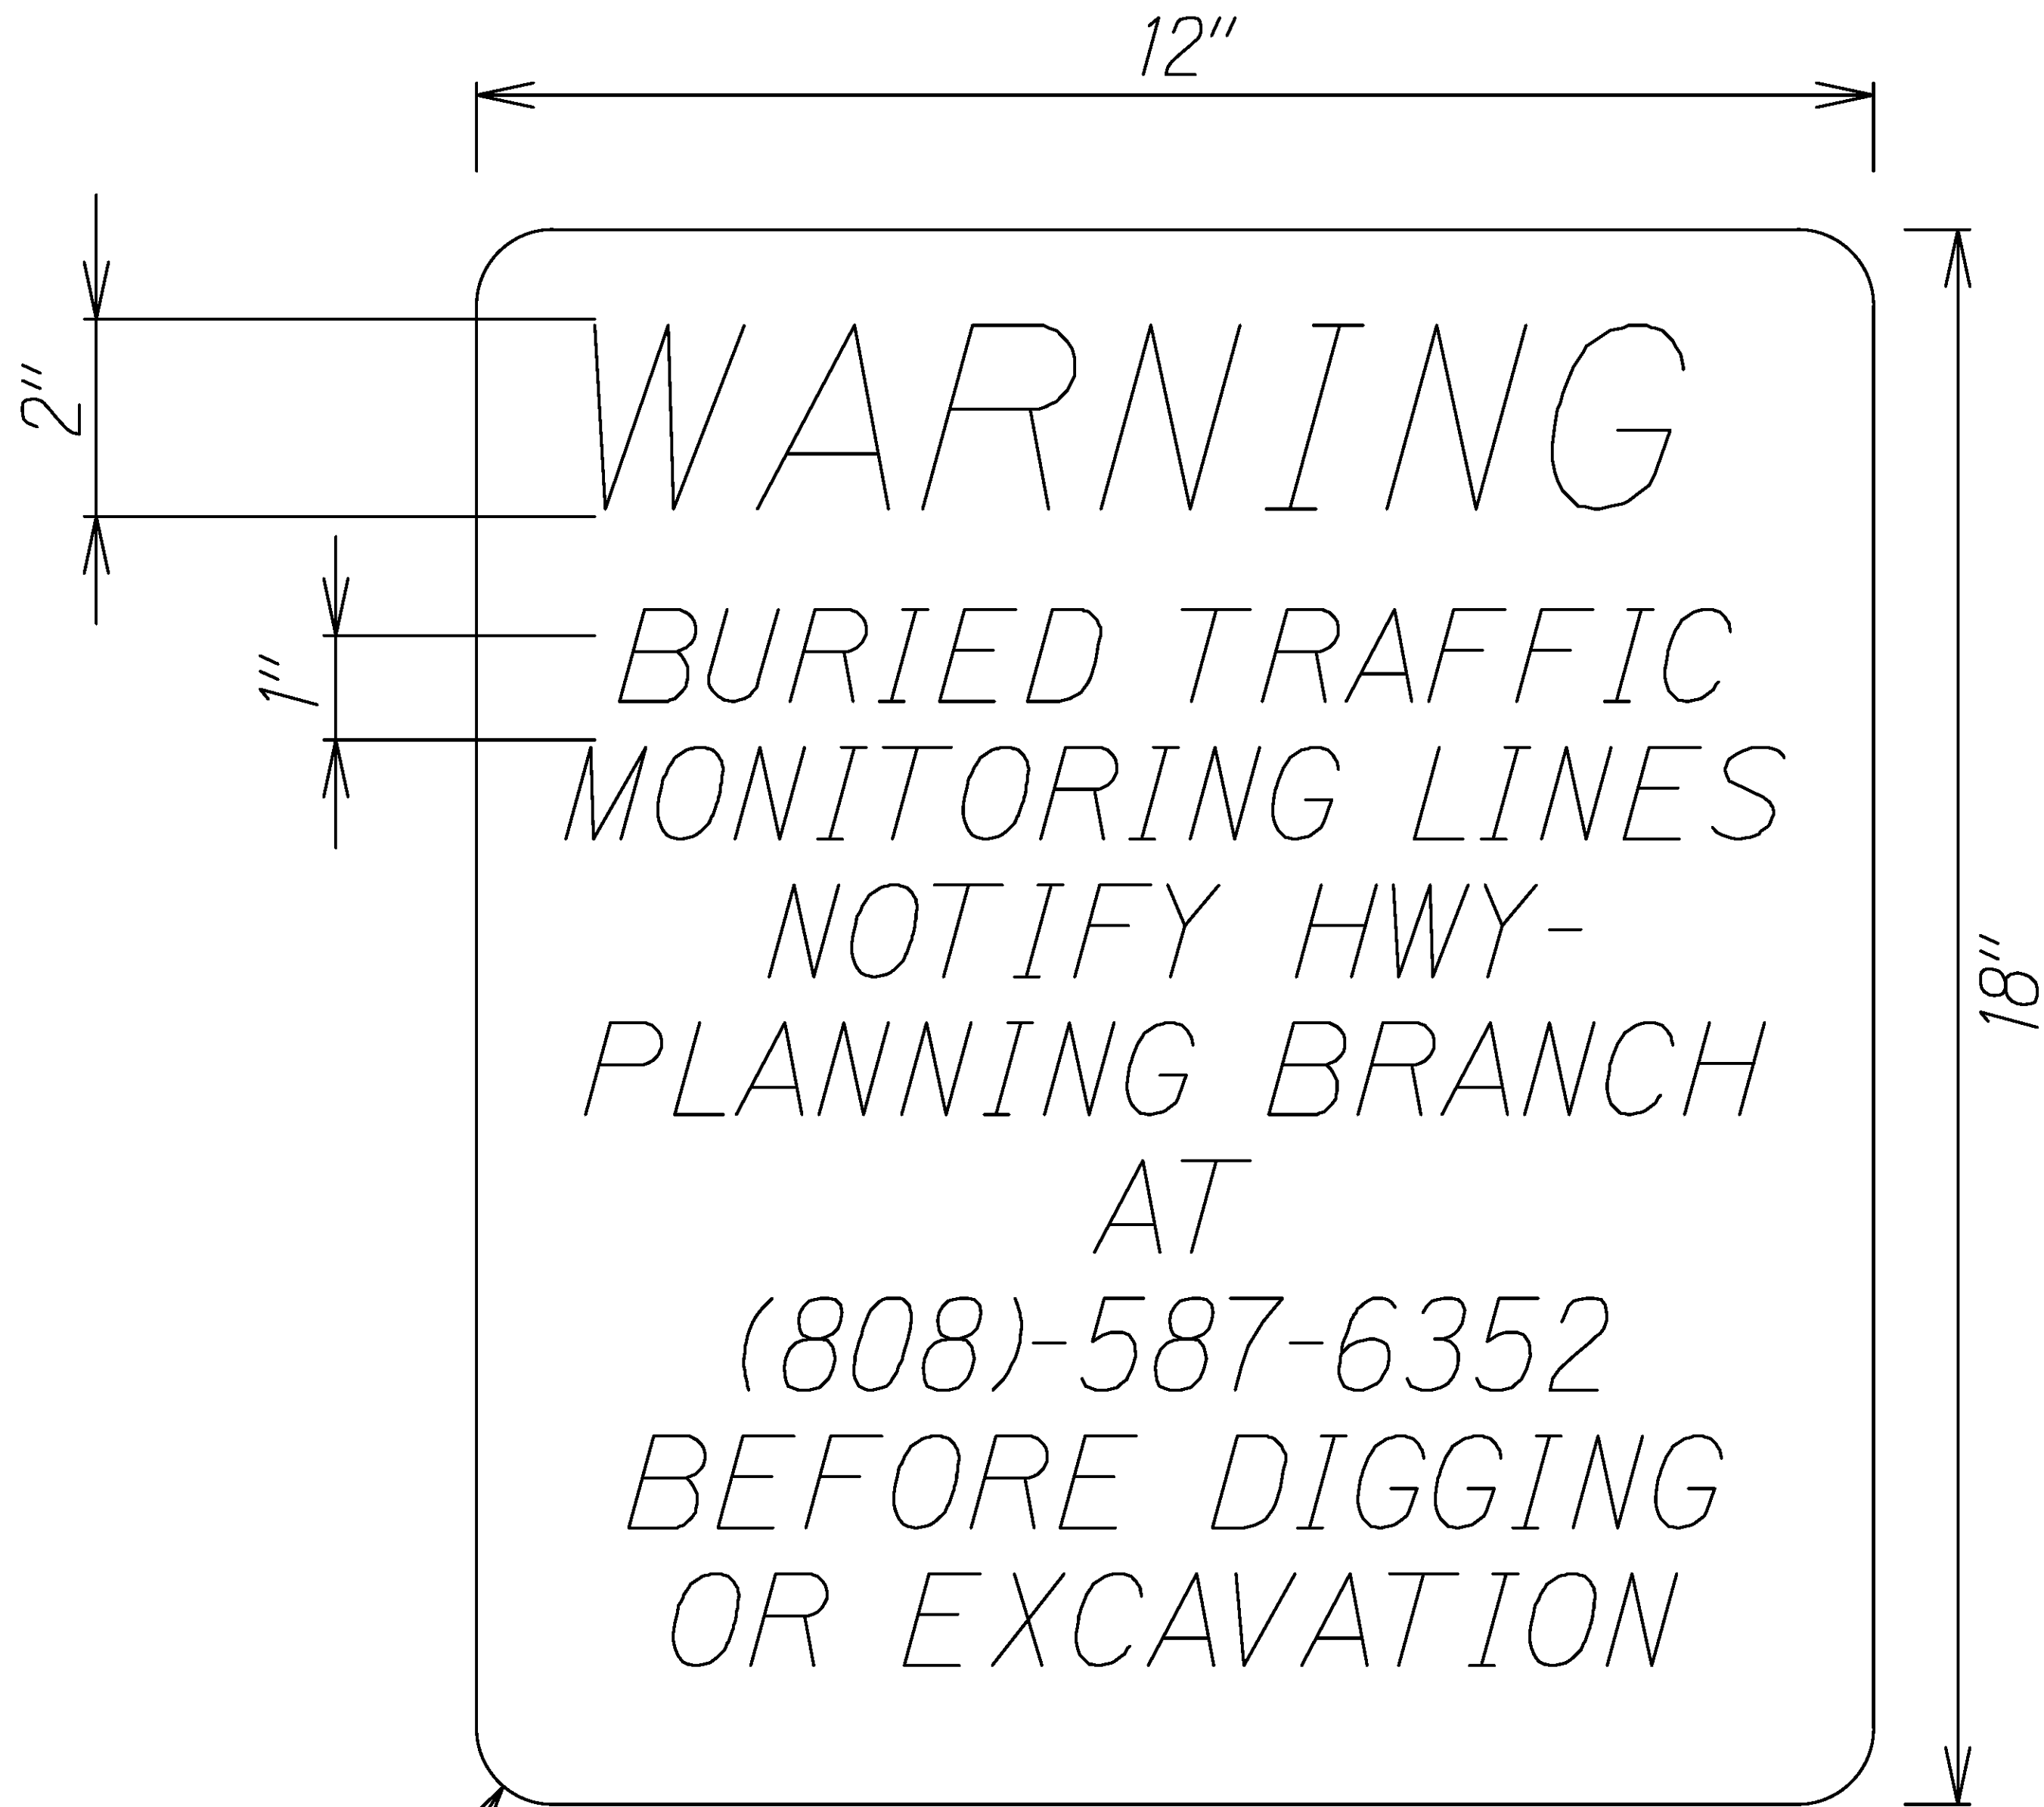 12"
2"
WARNING
1"
BURIED TRAFFIC
MONITORING LINES
NOTIFY HWY-
18"
PLANNING BRANCH
AT
(808)-587-6352
BEFORE DIGGING
OR EXCAVATION